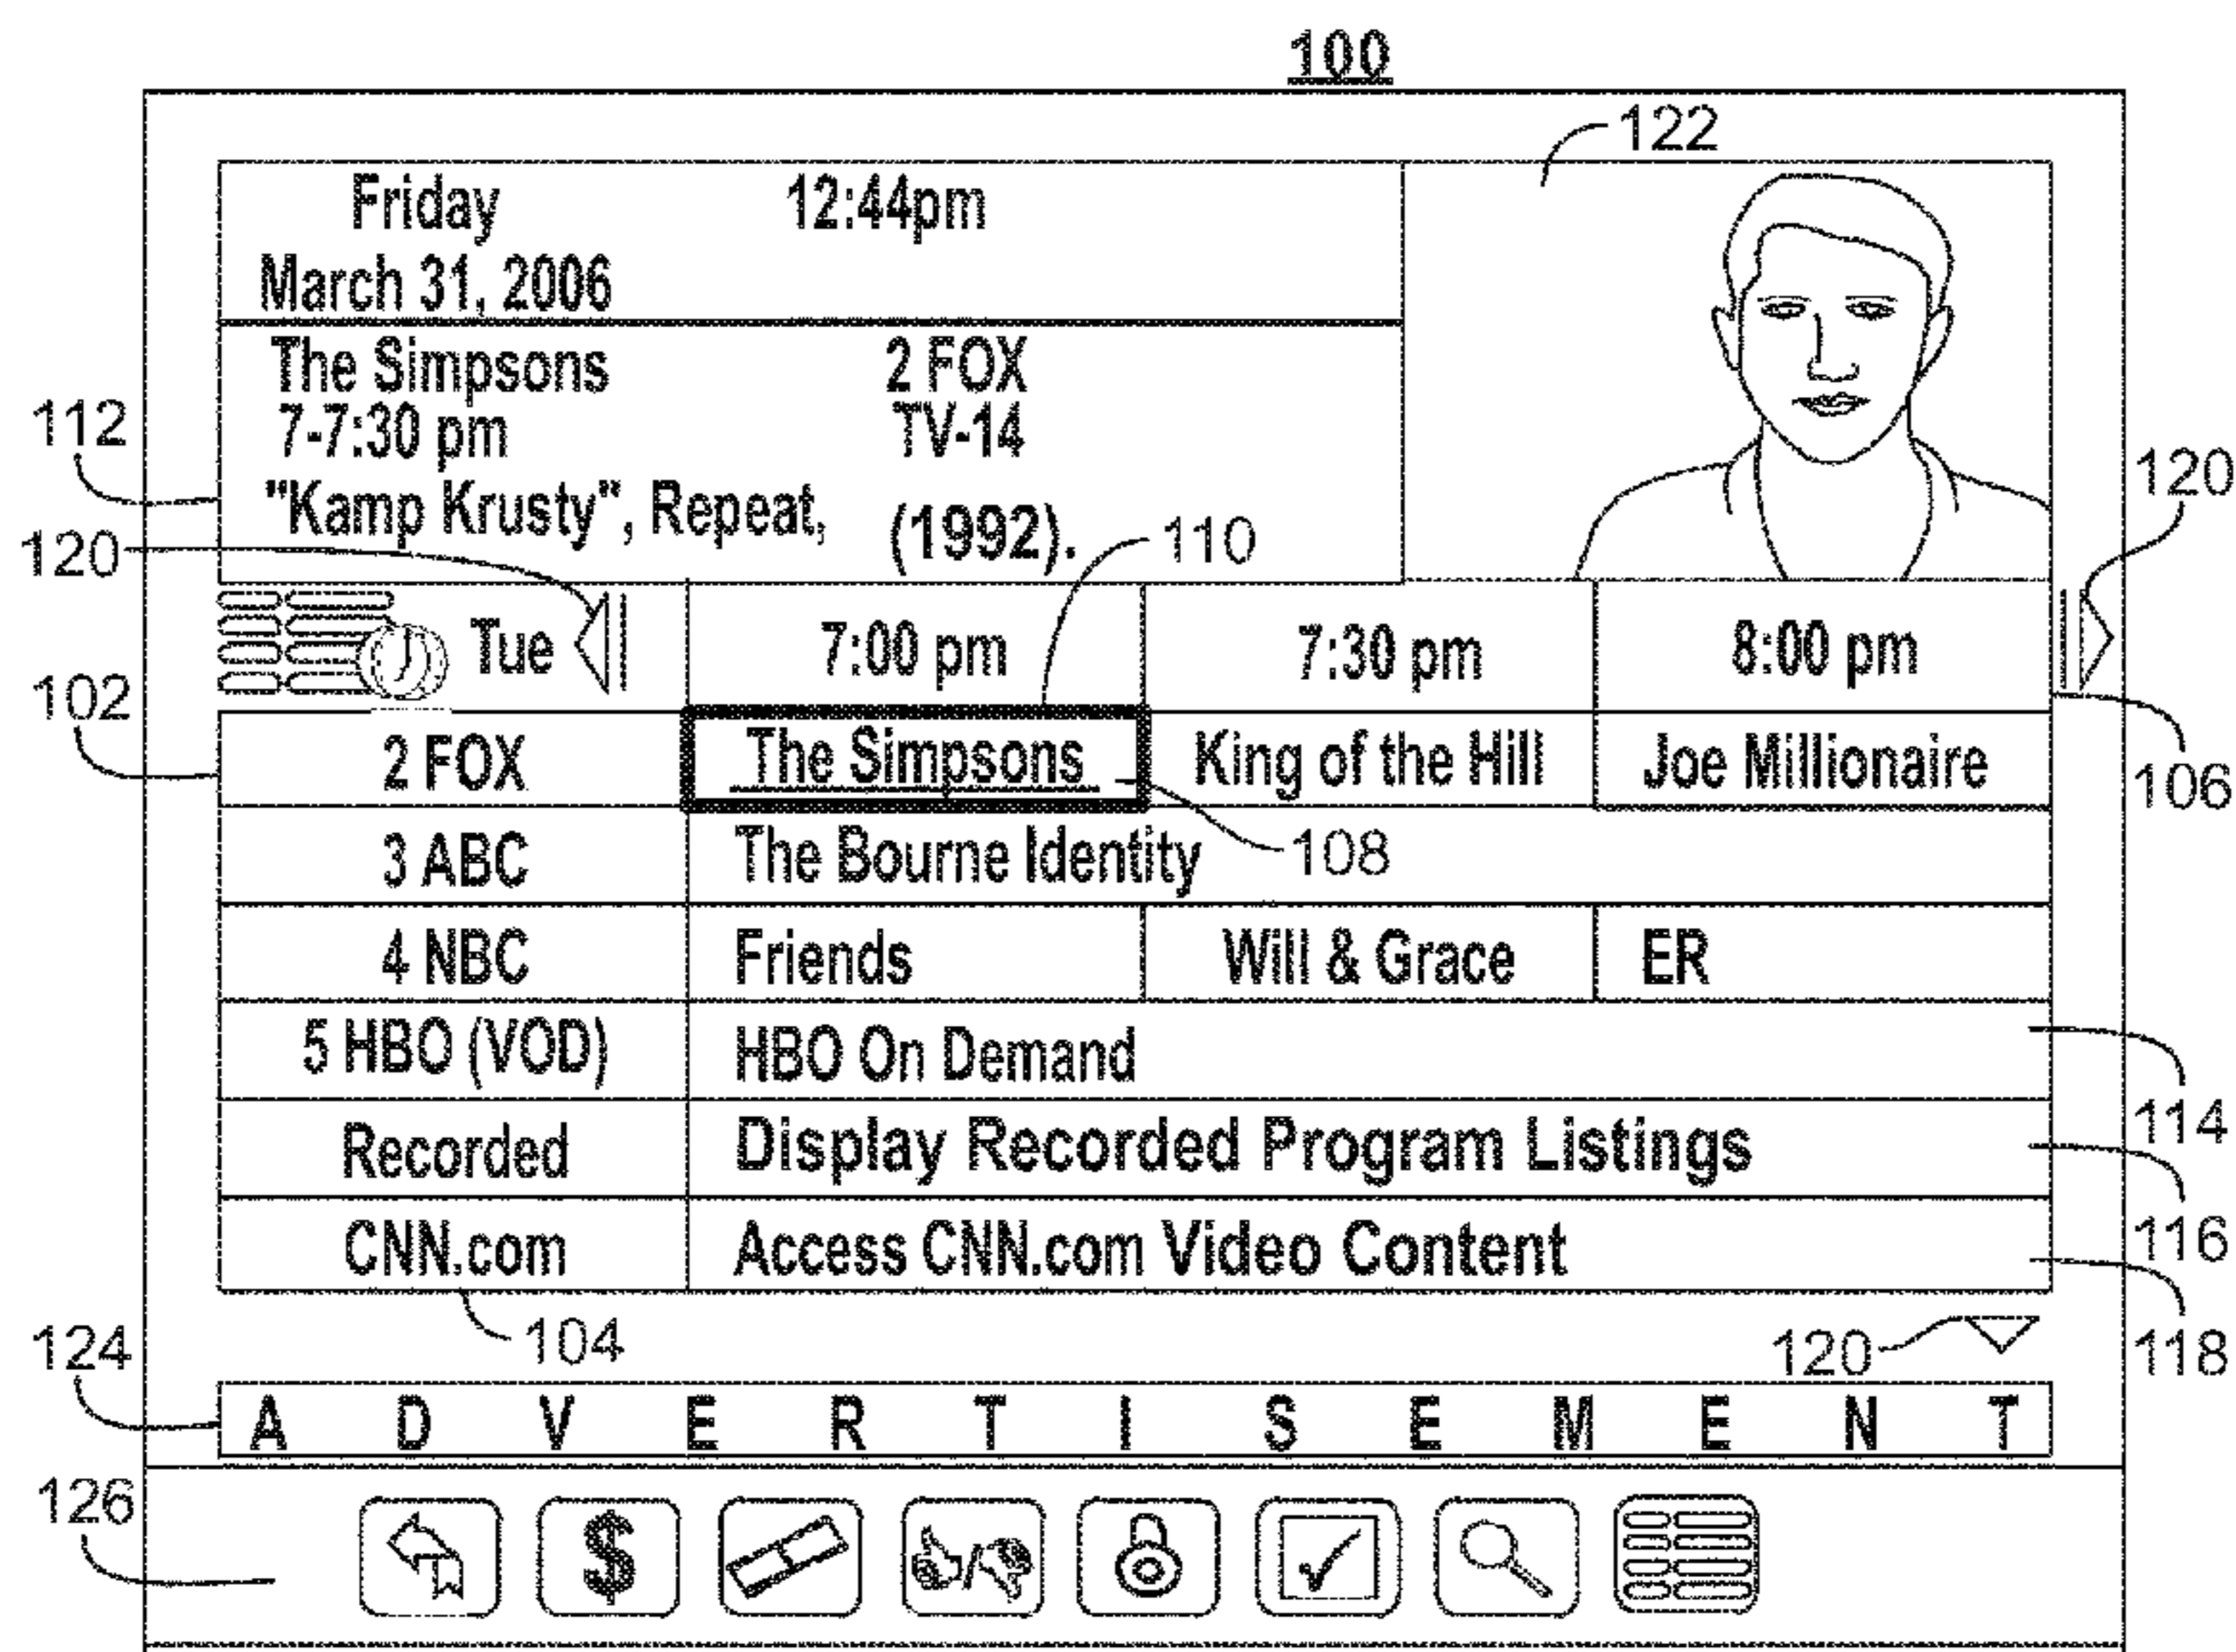 100
122
Friday 12:44pm
March 31, 2006
The Simpsons 2 FOX
7-7:30 pm TV-14
112
"Kamp Krusty", Repeat, (1992).
110
120
120
Tue 7:00 pm 7:30 pm 8:00 pm
102
2 FOX The Simpsons King of the Hill Joe Millionaire
106
3 ABC The Bourne Identity
108
4 NBC Friends Will & Grace ER
5 HBO (VOD) HBO On Demand
114
Recorded Display Recorded Program Listings
116
CNN.com Access CNN.com Video Content
104
120
118
124
A D V E R T I S E M E N T
126
$